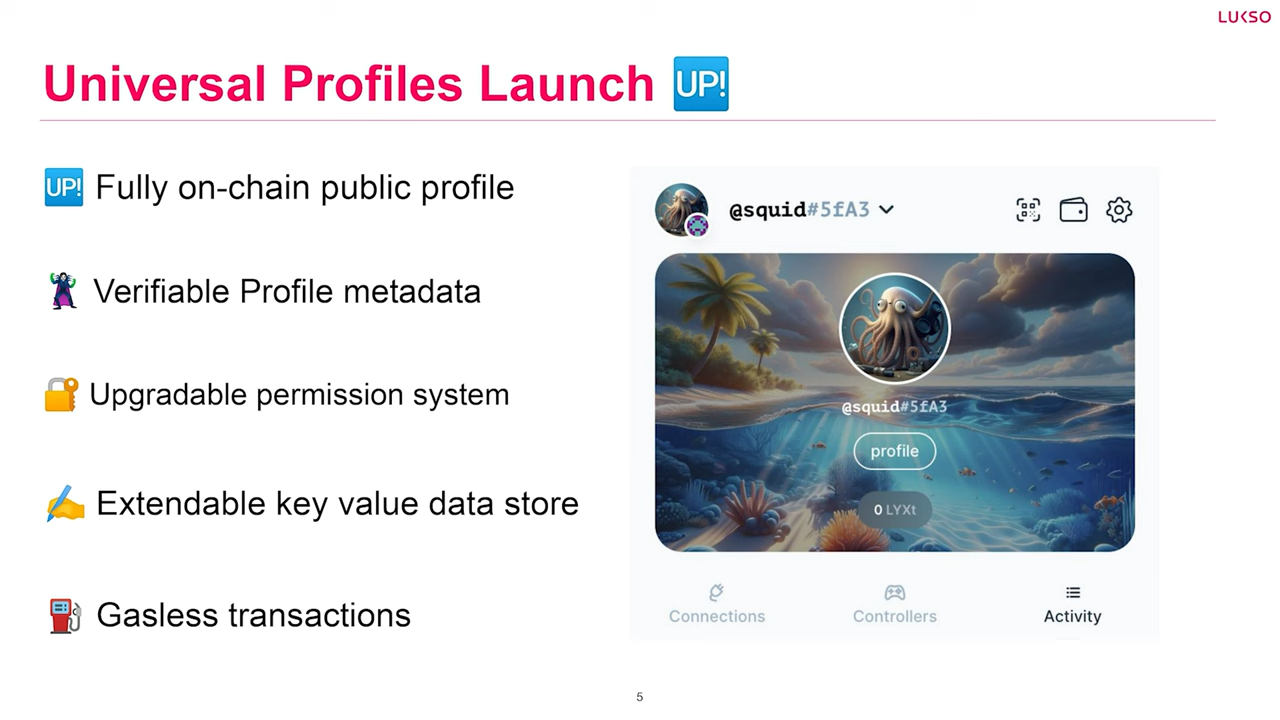 LUKSO
Universal Profiles Launch UP!
UP! Fully on-chain public profile
Verifiable Profile metadata
Upgradable permission system
Extendable key value data store
Gasless transactions
@squid#5fA3
@squid#5fA3
profile
0 LYXt
Connections
Controllers
Activity
5